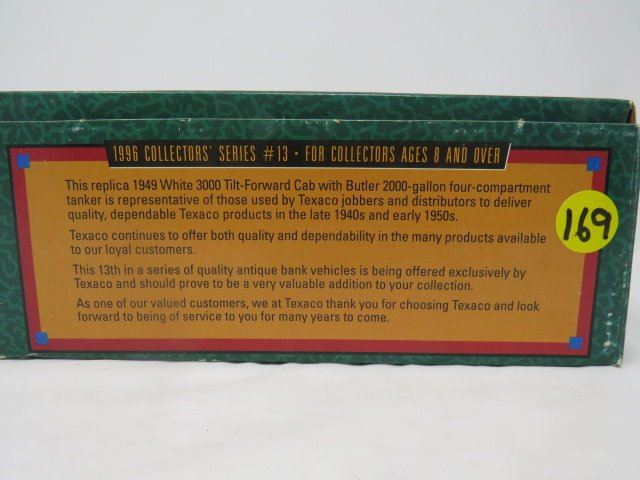 1996 COLLECTORS' SERIES #13 • FOR COLLECTORS AGES 8 AND OVER
This replica 1949 White 3000 Tilt-Forward Cab with Butler 2000-gallon four-compartment
tanker is representative of those used by Texaco jobbers and distributors to deliver
quality, dependable Texaco products in the late 1940s and early 1950s.
169
Texaco continues to offer both quality and dependability in the many products available
to our loyal customers.
This 13th in a series of quality antique bank vehicles is being offered exclusively by
Texaco and should prove to be a very valuable addition to your collection.
As one of our valued customers, we at Texaco thank you for choosing Texaco and look
forward to being of service to you for many years to come.